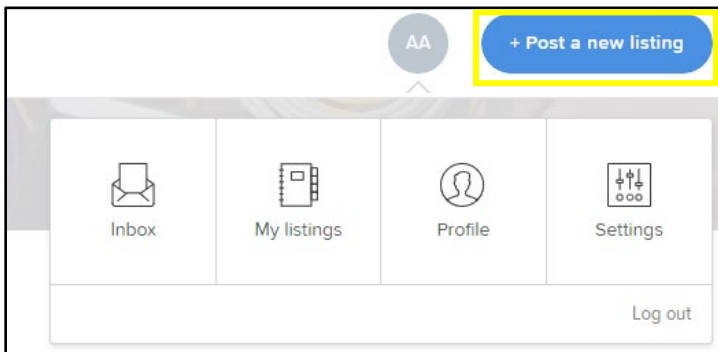 AA
+ Post a new listing
Inbox
My listings
Profile
Settings
Log out